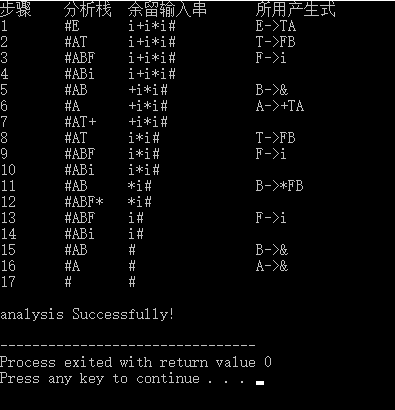 步骤 分析栈 余留输入串 所用产生式
1 #E i+i*i# E->TA
2 #AT i+i*i# T->FB
3 #ABF i+i*i# F->i
4 #ABi i+i*i#
5 #AB +i*i# B->&
6 #A +i*i# A->+TA
7 #AT+ +i*i#
8 #AT i*i# T->FB
9 #ABF i*i# F->i
10 #ABi i*i#
11 #AB *i# B->*FB
12 #ABF* *i#
13 #ABF i# F->i
14 #ABi i#
15 #AB # B->&
16 #A # A->&
17 # #
analysis Successfully!
--------------------------------
Process exited with return value 0
Press any key to continue . . .